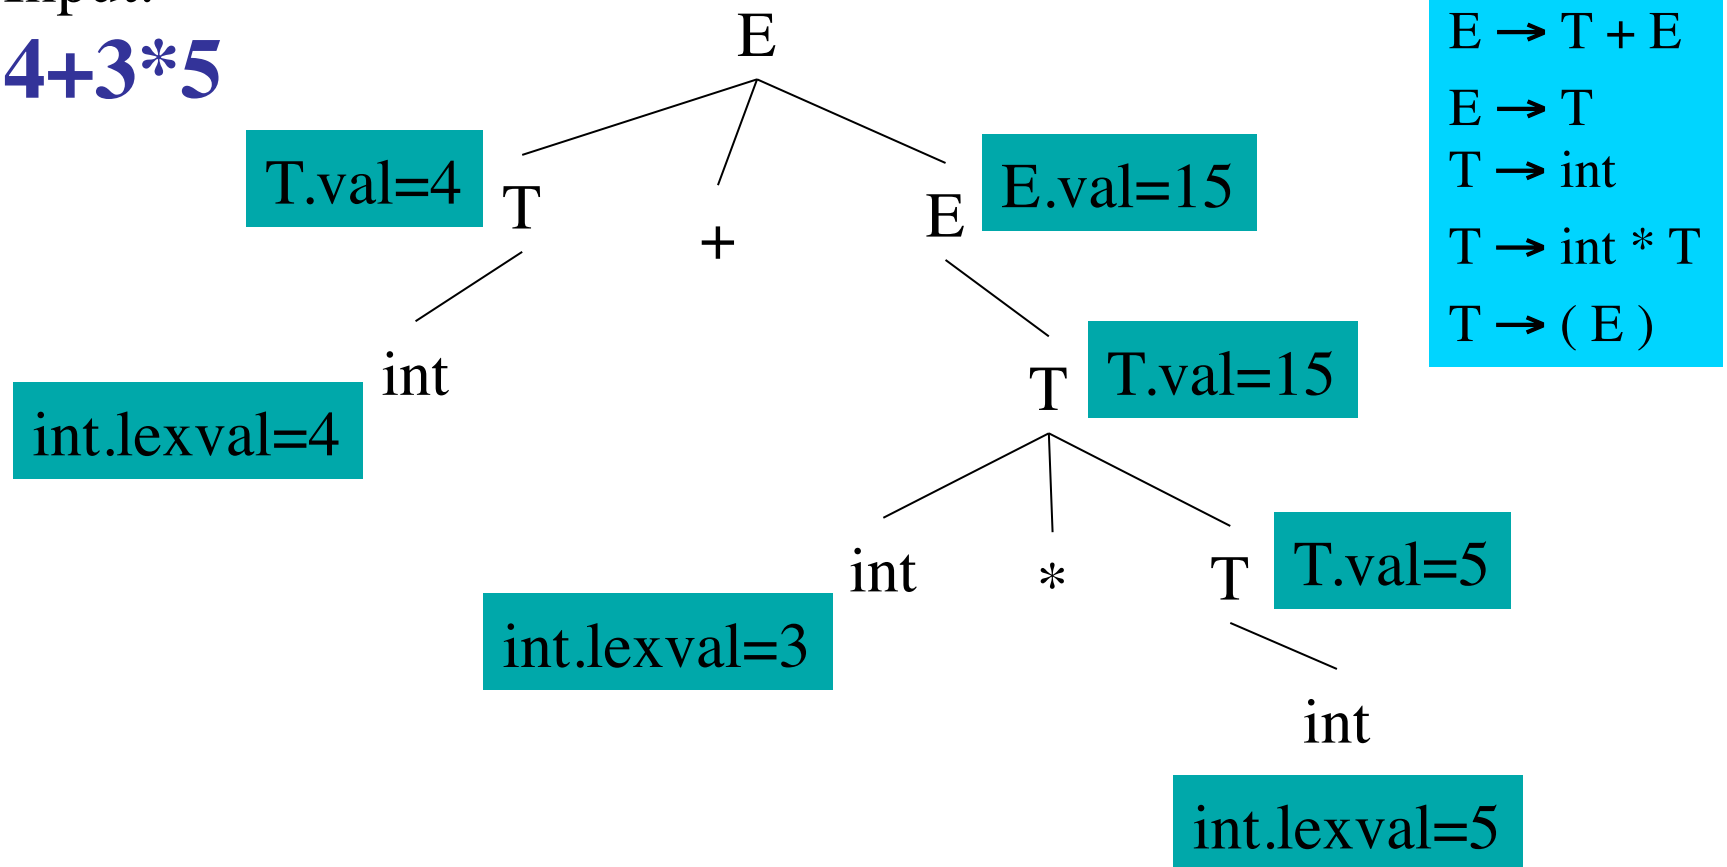 Input:
4+3*5
E
E → T + E
E → T
T → int
T → int * T
T → ( E )
T.val=4
T
+
E
E.val=15
int
int.lexval=4
T
T.val=15
int
*
T
T.val=5
int.lexval=3
int
int.lexval=5